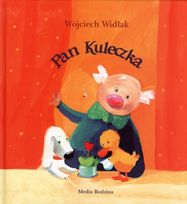 Wojciech Widłak
Pan Kuleczka
Media Rodzina